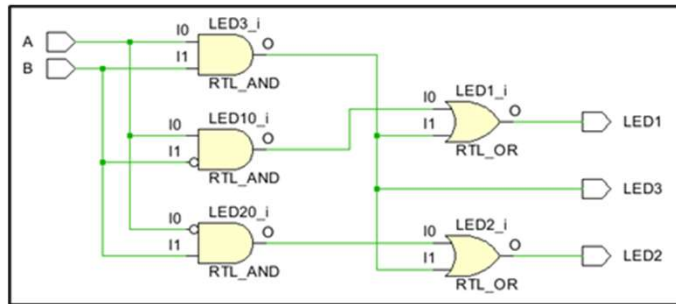 LED3_i
A
I0
O
B
I1
RTL_AND
LED10_i
I0
O
I1
RTL_AND
LED20_i
I0
O
I1
RTL_AND
LED1_i
I0
O
I1
LED1
RTL_OR
LED3
LED2_i
I0
O
I1
LED2
RTL_OR